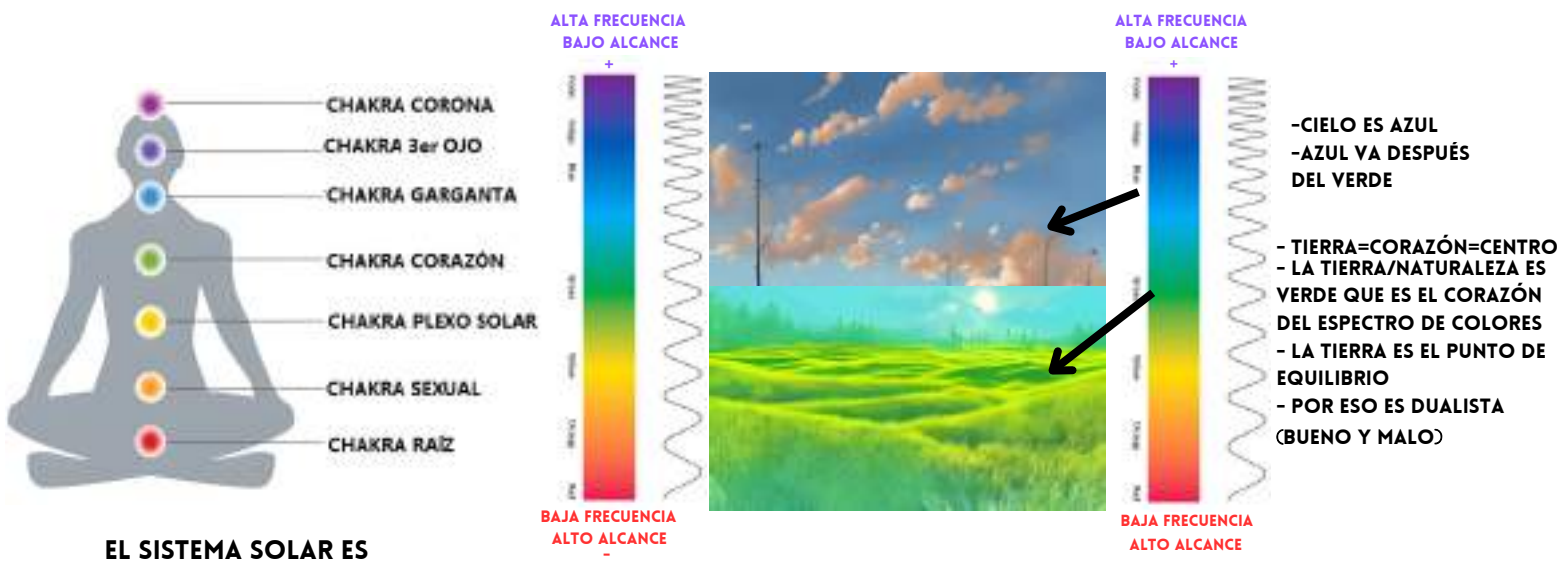 ALTA FRECUENCIA
BAJO ALCANCE
+
CHAKRA CORONA
CHAKRA 3er OJO
CHAKRA GARGANTA
CHAKRA CORAZÓN
CHAKRA PLEXO SOLAR
CHAKRA SEXUAL
CHAKRA RAÍZ
BAJA FRECUENCIA
ALTO ALCANCE
-
EL SISTEMA SOLAR ES
ALTA FRECUENCIA
BAJO ALCANCE
+
BAJA FRECUENCIA
ALTO ALCANCE
-CIELO ES AZUL
-AZUL VA DESPUÉS
DEL VERDE
- TIERRA=CORAZÓN=CENTRO
- LA TIERRA/NATURALEZA ES
VERDE QUE ES EL CORAZÓN
DEL ESPECTRO DE COLORES
- LA TIERRA ES EL PUNTO DE
EQUILIBRIO
- POR ESO ES DUALISTA
(BUENO Y MALO)